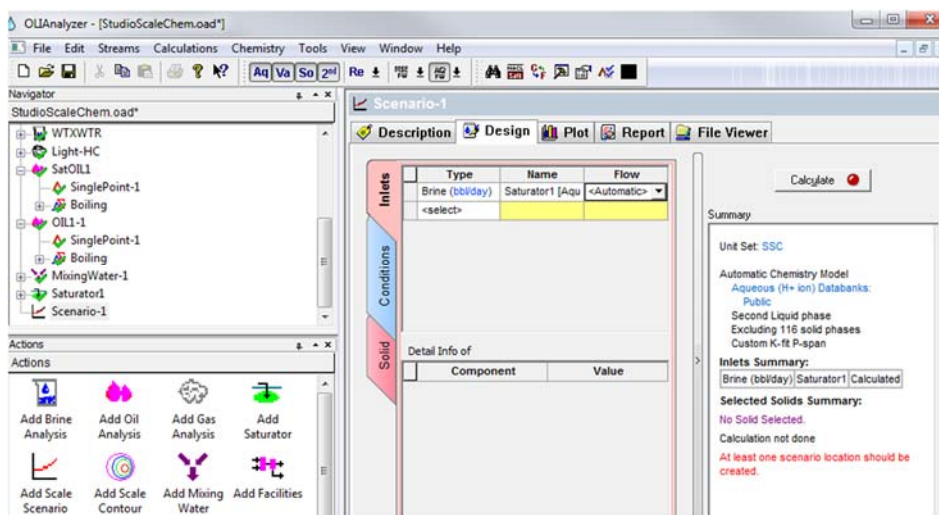 OLIAnalyzer - [StudioScaleChem.oad*]
File Edit Streams Calculations Chemistry Tools View Window Help
Aq Va So 2nd Re
Navigator
StudioScaleChem.oad*
WTXWTR
Light-HC
SatOIL1
SinglePoint-1
Boiling
OIL1-1
SinglePoint-1
Boiling
MixingWater-1
Saturator1
Scenario-1
Actions
Actions
Add Brine Analysis
Add Oil Analysis
Add Gas Analysis
Add Saturator
Add Scale Scenario
Add Scale Contour
Add Mixing Water
Add Facilities
Scenario-1
Description Design Plot Report File Viewer
Inlets
Conditions
Solid
Type Name Flow
Brine (bbl/day) Saturator1 [Aqu <Automatic>
<select>
Detail Info of
Component Value
Calculate
Summary
Unit Set: SSC
Automatic Chemistry Model
Aqueous (H+ ion) Databanks:
Public
Second Liquid phase
Excluding 116 solid phases
Custom K-fit P-span
Inlets Summary:
Brine (bbl/day) Saturator1 Calculated
Selected Solids Summary:
No Solid Selected.
Calculation not done
At least one scenario location should be
created.